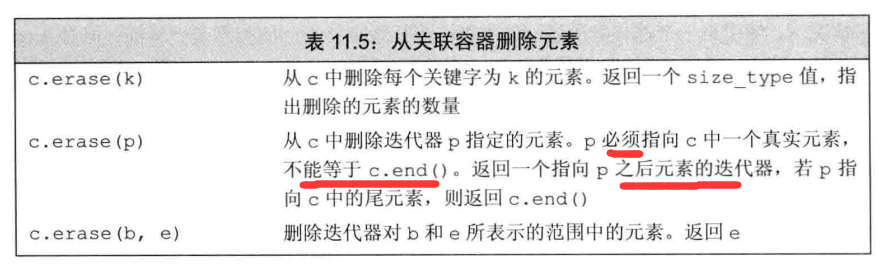 表 11.5：从关联容器删除元素
c.erase(k) 从 c 中删除每个关键字为 k 的元素。返回一个 size_type 值，指
出删除的元素的数量
c.erase(p) 从 c 中删除迭代器 p 指定的元素。p 必须指向 c 中一个真实元素，
不能等于 c.end()。返回一个指向 p 之后元素的迭代器，若 p 指
向 c 中的尾元素，则返回 c.end()
c.erase(b, e) 删除迭代器对 b 和 e 所表示的范围中的元素。返回 e